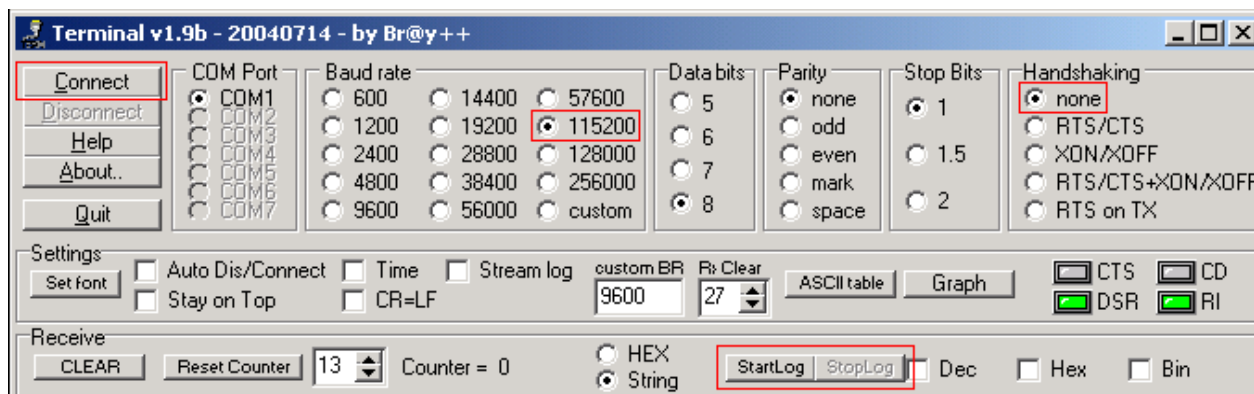 Terminal v1.9b - 20040714 - by Br@y++
Connect
Disconnect
Help
About..
Quit
COM Port
COM1
COM2
COM3
COM4
COM5
COM6
COM7
Baud rate
600 14400 57600
1200 19200 115200
2400 28800 128000
4800 38400 256000
9600 56000 custom
Data bits
5
6
7
8
Parity
none
odd
even
mark
space
Stop Bits
1
1.5
2
Handshaking
none
RTS/CTS
XON/XOFF
RTS/CTS+XON/XOFF
RTS on TX
Settings
Set font
Auto Dis/Connect Time Stream log
Stay on Top CR=LF
custom BR Rx Clear
9600 27
ASCII table Graph
CTS CD
DSR RI
Receive
CLEAR Reset Counter 13 Counter = 0
HEX
String
StartLog StopLog Dec Hex Bin